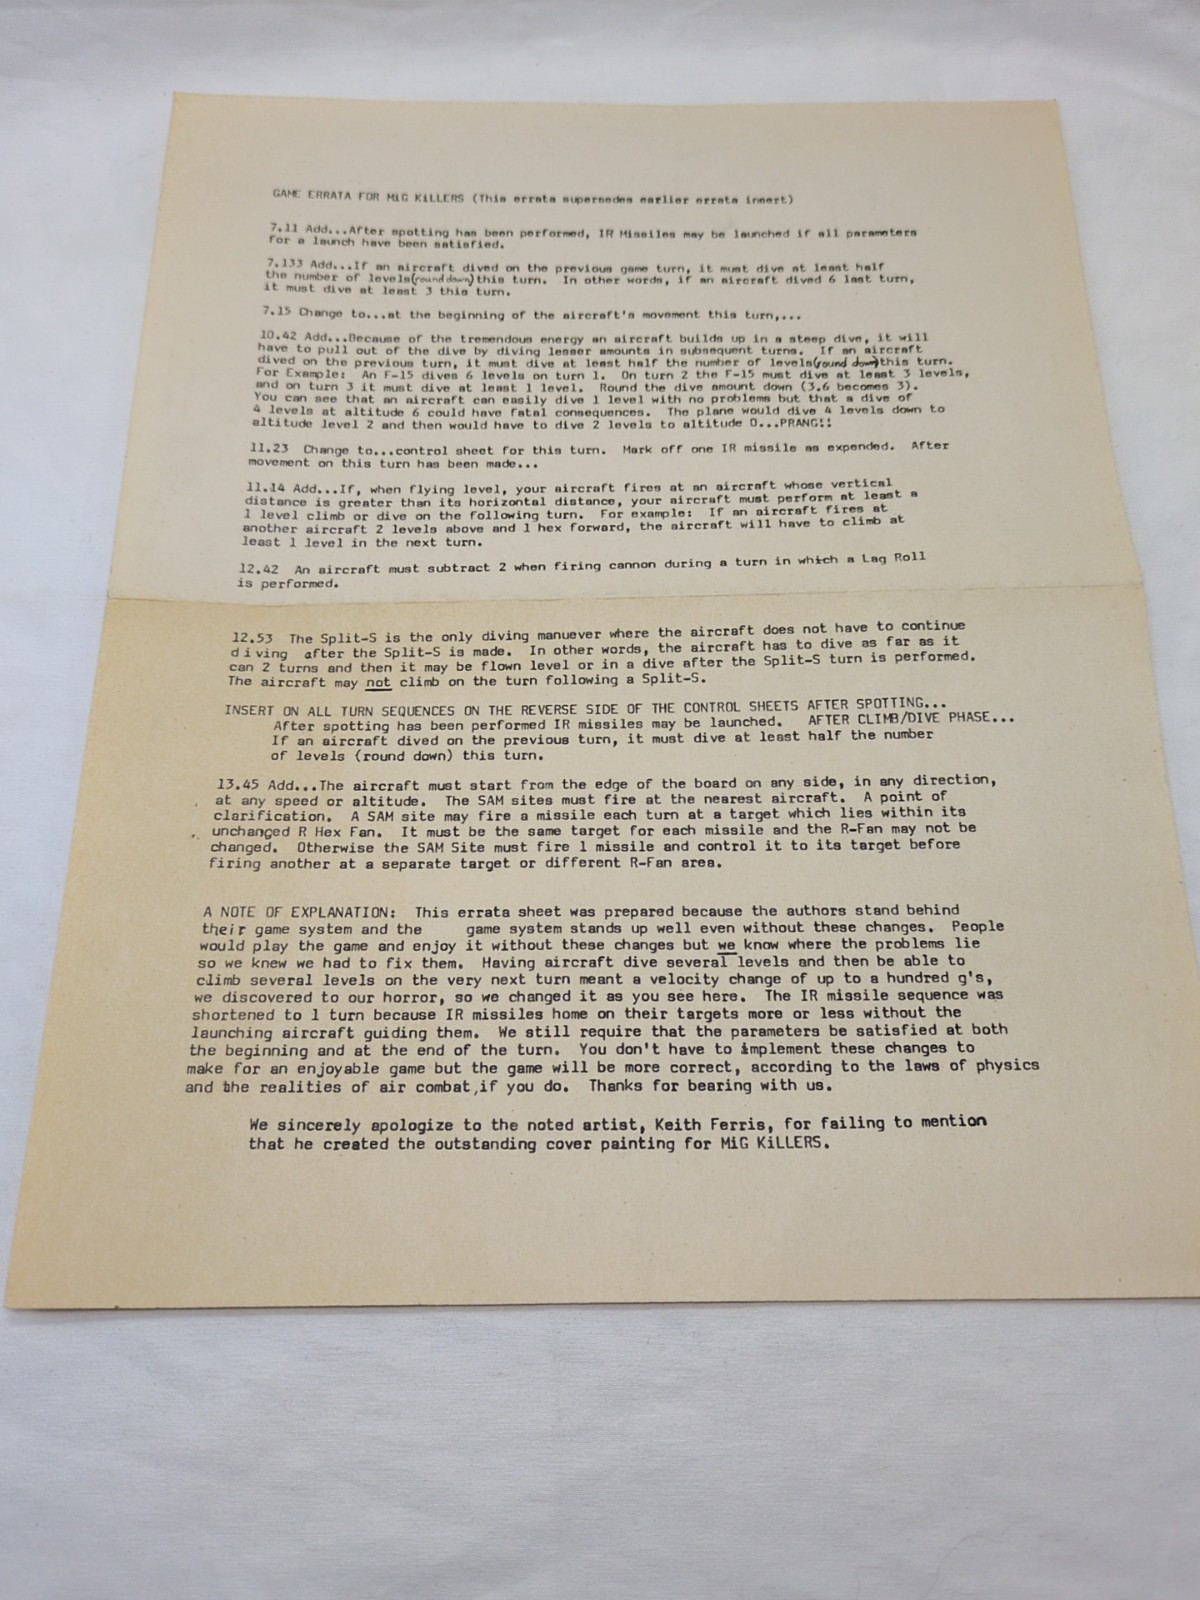 GAME ERRATA FOR MiG KiLLERS (This errata supersedes earlier errata insert)
7.11 Add...After spotting has been performed, IR Missiles may be launched if all parameters
for a launch have been satisfied.
7.133 Add...If an aircraft dived on the previous game turn, it must dive at least half
the number of levels(round down)this turn. In other words, if an aircraft dived 6 last turn,
it must dive at least 3 this turn.
7.15 Change to...at the beginning of the aircraft's movement this turn,...
10.42 Add...Because of the tremendous energy an aircraft builds up in a steep dive, it will
have to pull out of the dive by diving lesser amounts in subsequent turns. If an aircraft
dived on the previous turn, it must dive at least half the number of levels(round down)this turn.
For Example: An F-15 dives 6 levels on turn 1. On turn 2 the F-15 must dive at least 3 levels,
and on turn 3 it must dive at least 1 level. Round the dive amount down (3.6 becomes 3).
You can see that an aircraft can easily dive 1 level with no problems but that a dive of
4 levels at altitude 6 could have fatal consequences. The plane would dive 4 levels down to
altitude level 2 and then would have to dive 2 levels to altitude 0...PRANG!!
11.23 Change to...control sheet for this turn. Mark off one IR missile as expended. After
movement on this turn has been made...
11.14 Add...If, when flying level, your aircraft fires at an aircraft whose vertical
distance is greater than its horizontal distance, your aircraft must perform at least a
1 level climb or dive on the following turn. For example: If an aircraft fires at
another aircraft 2 levels above and 1 hex forward, the aircraft will have to climb at
least 1 level in the next turn.
12.42 An aircraft must subtract 2 when firing cannon during a turn in which a Lag Roll
is performed.
12.53 The Split-S is the only diving manuever where the aircraft does not have to continue
diving after the Split-S is made. In other words, the aircraft has to dive as far as it
can 2 turns and then it may be flown level or in a dive after the Split-S turn is performed.
The aircraft may not climb on the turn following a Split-S.
INSERT ON ALL TURN SEQUENCES ON THE REVERSE SIDE OF THE CONTROL SHEETS AFTER SPOTTING...
After spotting has been performed IR missiles may be launched. AFTER CLIMB/DIVE PHASE...
If an aircraft dived on the previous turn, it must dive at least half the number
of levels (round down) this turn.
13.45 Add...The aircraft must start from the edge of the board on any side, in any direction,
at any speed or altitude. The SAM sites must fire at the nearest aircraft. A point of
clarification. A SAM site may fire a missile each turn at a target which lies within its
unchanged R Hex Fan. It must be the same target for each missile and the R-Fan may not be
changed. Otherwise the SAM Site must fire 1 missile and control it to its target before
firing another at a separate target or different R-Fan area.
A NOTE OF EXPLANATION: This errata sheet was prepared because the authors stand behind
their game system and the game system stands up well even without these changes. People
would play the game and enjoy it without these changes but we know where the problems lie
so we knew we had to fix them. Having aircraft dive several levels and then be able to
climb several levels on the very next turn meant a velocity change of up to a hundred g's,
we discovered to our horror, so we changed it as you see here. The IR missile sequence was
shortened to 1 turn because IR missiles home on their targets more or less without the
launching aircraft guiding them. We still require that the parameters be satisfied at both
the beginning and at the end of the turn. You don't have to implement these changes to
make for an enjoyable game but the game will be more correct, according to the laws of physics
and the realities of air combat,if you do. Thanks for bearing with us.
We sincerely apologize to the noted artist, Keith Ferris, for failing to mention
that he created the outstanding cover painting for MiG KiLLERS.